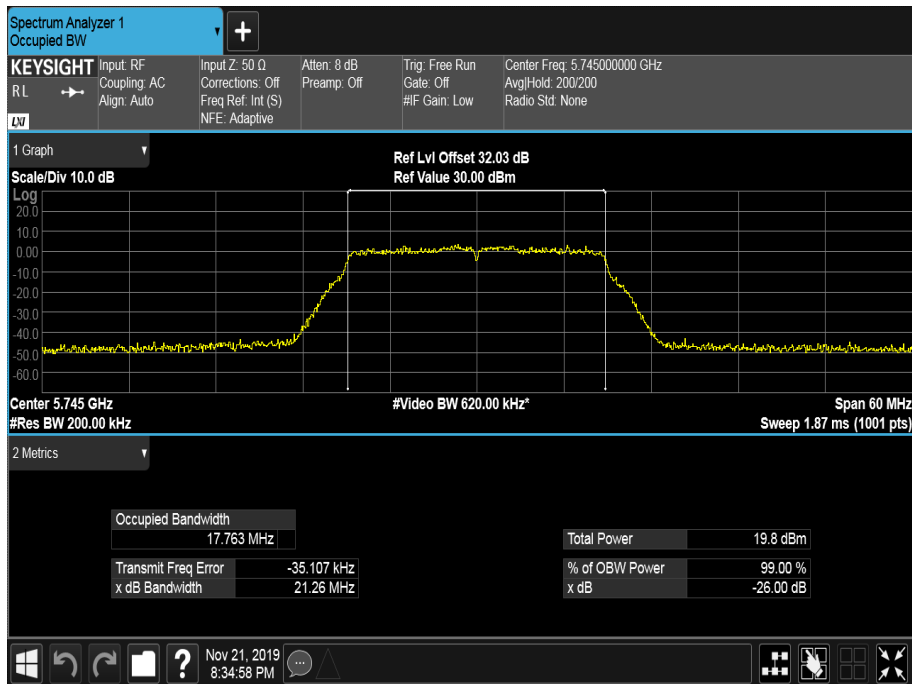 Spectrum Analyzer 1
Occupied BW
+
KEYSIGHT
RL
LXI
Input: RF
Coupling: AC
Align: Auto
Input Z: 50 Ω
Corrections: Off
Freq Ref: Int (S)
NFE: Adaptive
Atten: 8 dB
Preamp: Off
Trig: Free Run
Gate: Off
#IF Gain: Low
Center Freq: 5.745000000 GHz
Avg|Hold: 200/200
Radio Std: None
1 Graph
Scale/Div 10.0 dB
Ref Lvl Offset 32.03 dB
Ref Value 30.00 dBm
Log
20.0
10.0
0.00
-10.0
-20.0
-30.0
-40.0
-50.0
-60.0
Center 5.745 GHz
#Video BW 620.00 kHz*
Span 60 MHz
#Res BW 200.00 kHz
Sweep 1.87 ms (1001 pts)
2 Metrics
Occupied Bandwidth
17.763 MHz
Total Power 19.8 dBm
Transmit Freq Error -35.107 kHz
% of OBW Power 99.00 %
x dB Bandwidth 21.26 MHz
x dB -26.00 dB
?
Nov 21, 2019
8:34:58 PM